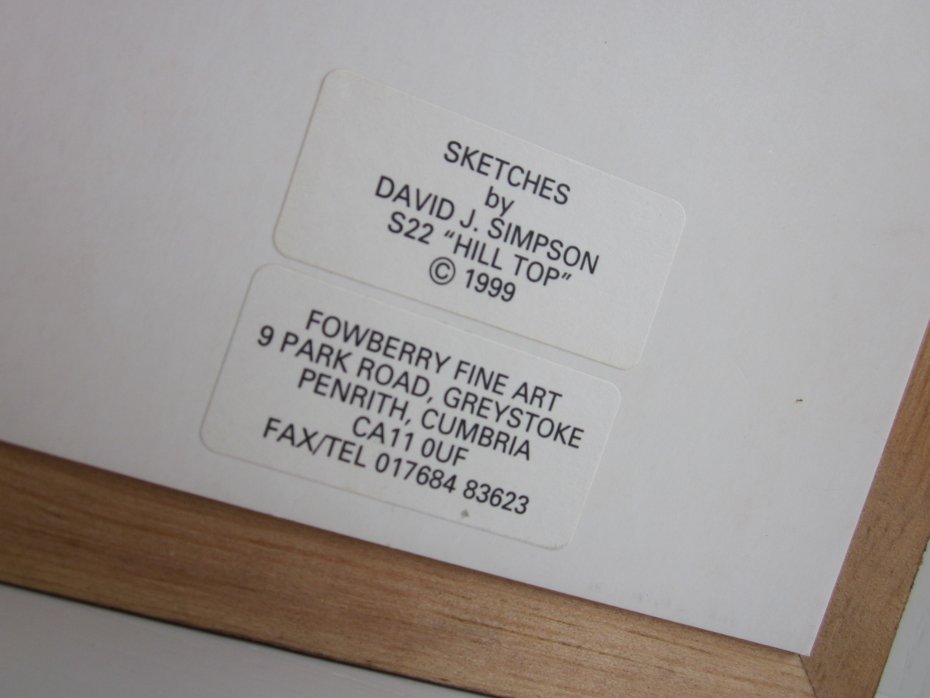 SKETCHES
by
DAVID J. SIMPSON
S22 “HILL TOP”
© 1999
FOWBERRY FINE ART
9 PARK ROAD, GREYSTOKE
PENRITH, CUMBRIA
CA11 0UF
FAX/TEL 017684 83623